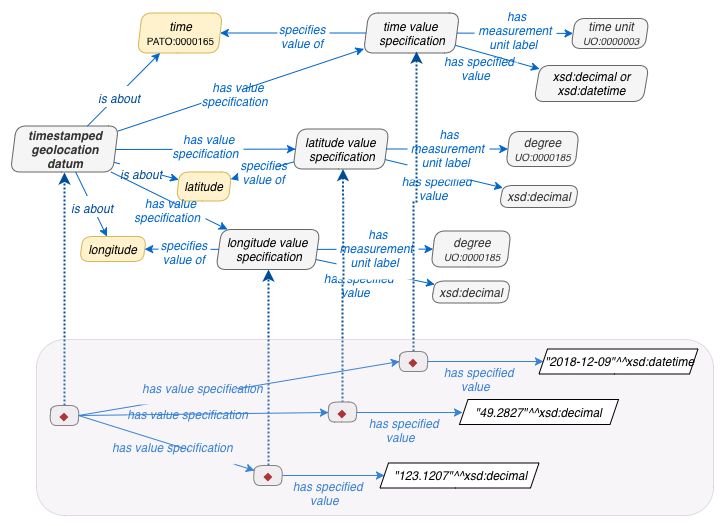 time
PATO:0000165
specifies
value of
time value
specification
has
measurement
unit label
time unit
UO:0000003
has specified
value
xsd:decimal or
xsd:datetime
is about
has value
specification
timestamped
geolocation
datum
has value
specification
latitude value
specification
has
measurement
unit label
degree
UO:0000185
is about
latitude
specifies
value of
has specified
value
xsd:decimal
is about
has value
specification
longitude
specifies
value of
longitude value
specification
has
measurement
unit label
degree
UO:0000185
has specified
value
xsd:decimal
"2018-12-09"^^xsd:datetime
has specified
value
has value specification
has value specification
"49.2827"^^xsd:decimal
has specified
value
has value specification
"123.1207"^^xsd:decimal
has specified
value